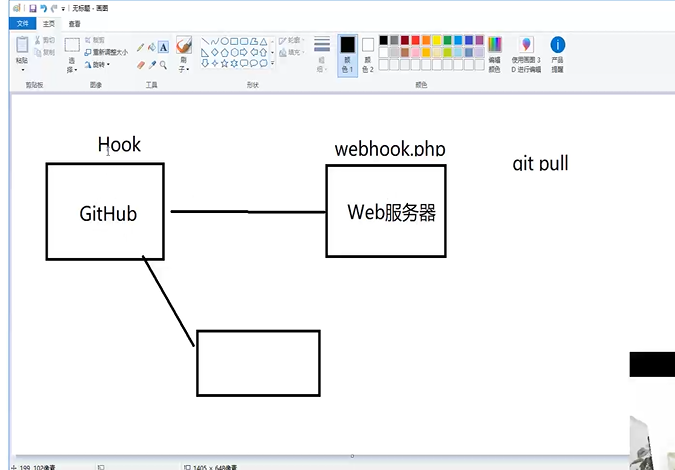 无标题 - 画图
文件 主页 查看
粘贴
剪切
复制
剪贴板
选择
裁剪
重新调整大小
旋转
图像
A
工具
刷子
形状
轮廓
填充
粗细
颜色 1
颜色 2
颜色
编辑颜色
使用画图 3D 进行编辑
产品提醒
Hook
webhook.php
git pull
GitHub
Web服务器
199, 102像素
1405 × 648像素